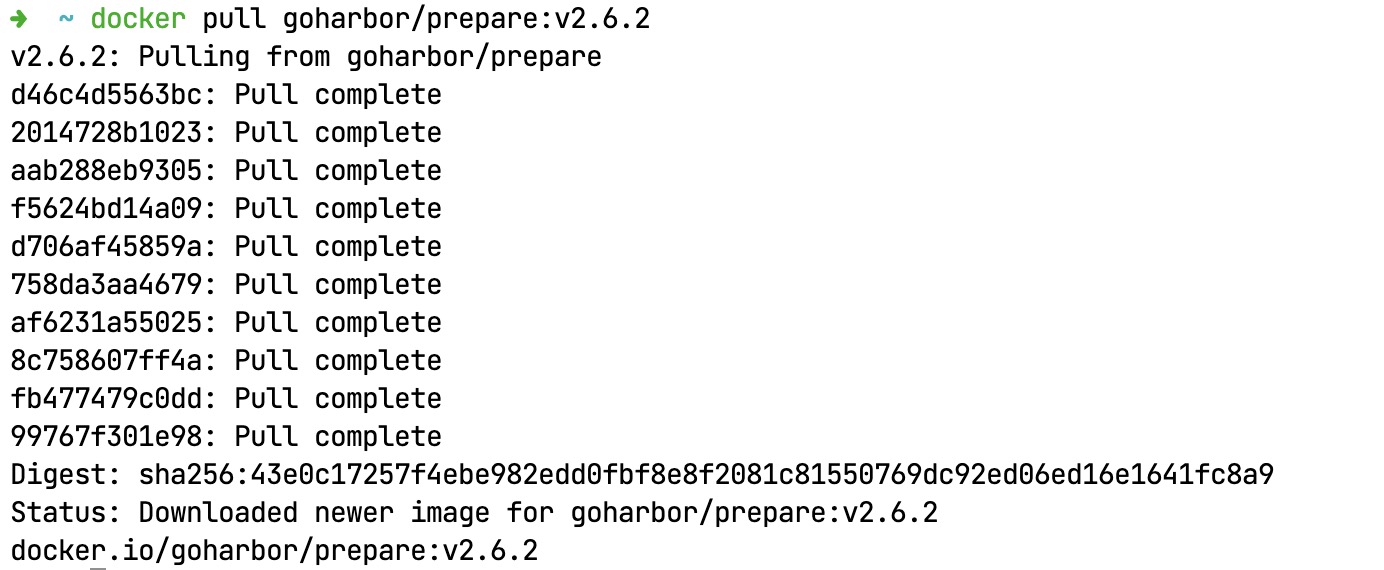 ➜ ~ docker pull goharbor/prepare:v2.6.2
v2.6.2: Pulling from goharbor/prepare
d46c4d5563bc: Pull complete
2014728b1023: Pull complete
aab288eb9305: Pull complete
f5624bd14a09: Pull complete
d706af45859a: Pull complete
758da3aa4679: Pull complete
af6231a55025: Pull complete
8c758607ff4a: Pull complete
fb477479c0dd: Pull complete
99767f301e98: Pull complete
Digest: sha256:43e0c17257f4ebe982edd0fbf8e8f2081c81550769dc92ed06ed16e1641fc8a9
Status: Downloaded newer image for goharbor/prepare:v2.6.2
docker.io/goharbor/prepare:v2.6.2